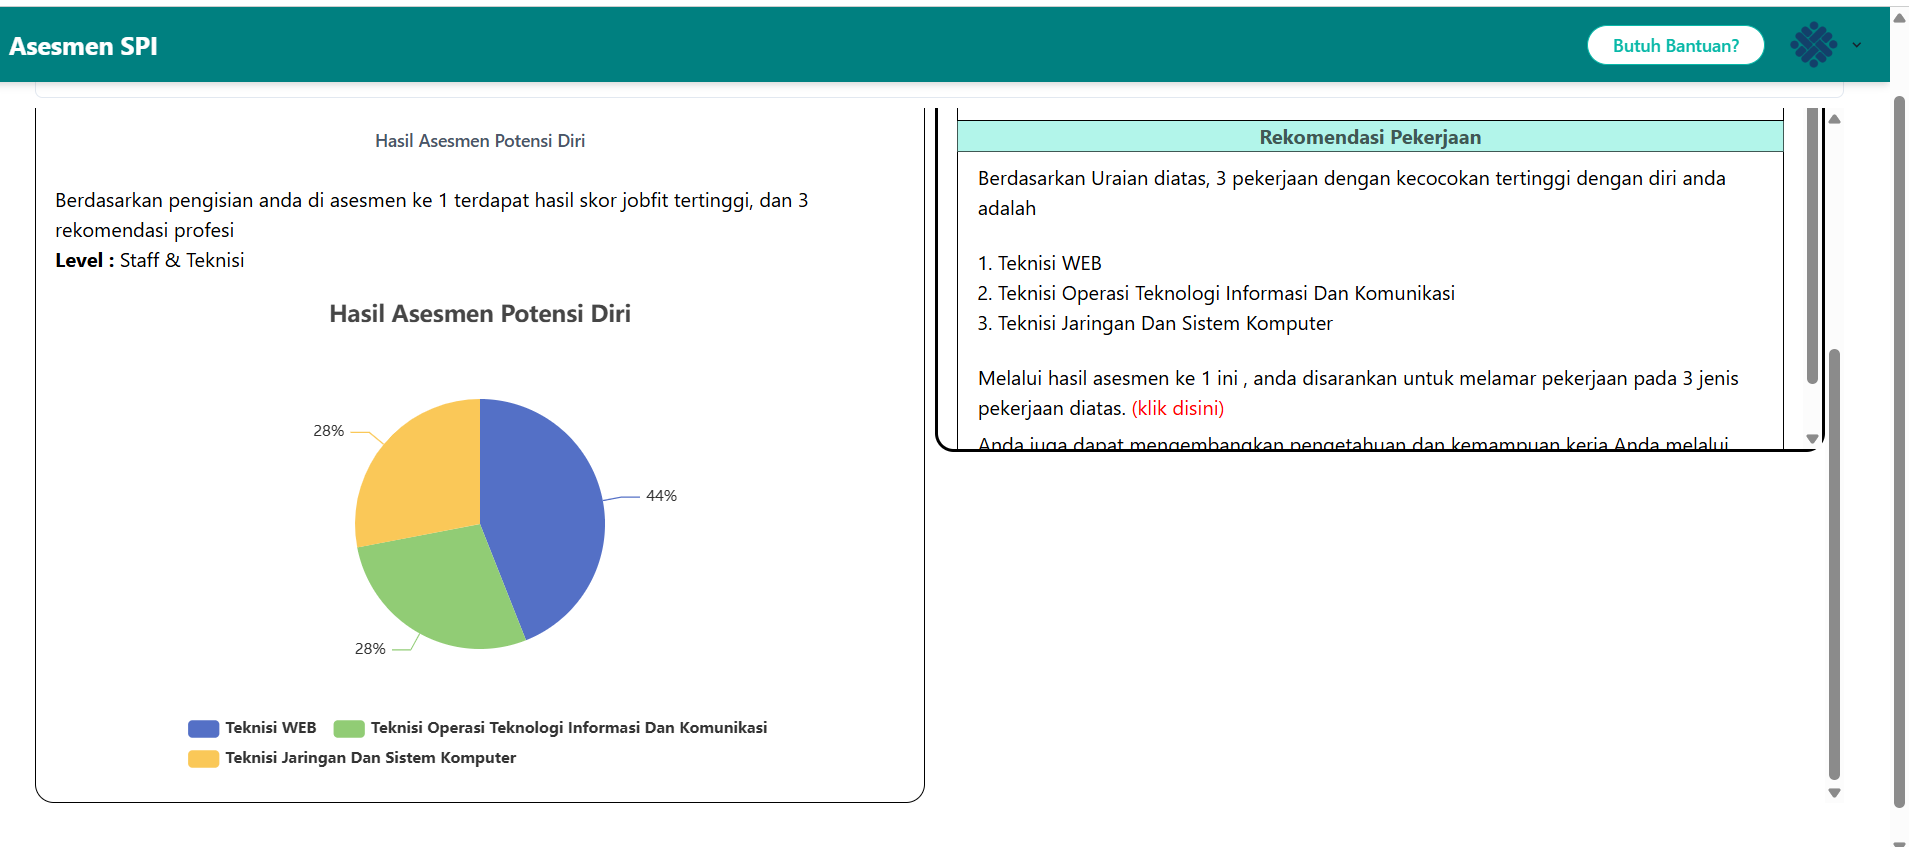 Asesmen SPI
Butuh Bantuan?
Hasil Asesmen Potensi Diri
Berdasarkan pengisian anda di asesmen ke 1 terdapat hasil skor jobfit tertinggi, dan 3
rekomendasi profesi
Level : Staff & Teknisi
Hasil Asesmen Potensi Diri
28%
44%
28%
Teknisi WEB
Teknisi Operasi Teknologi Informasi Dan Komunikasi
Teknisi Jaringan Dan Sistem Komputer
Rekomendasi Pekerjaan
Berdasarkan Uraian diatas, 3 pekerjaan dengan kecocokan tertinggi dengan diri anda
adalah
1. Teknisi WEB
2. Teknisi Operasi Teknologi Informasi Dan Komunikasi
3. Teknisi Jaringan Dan Sistem Komputer
Melalui hasil asesmen ke 1 ini , anda disarankan untuk melamar pekerjaan pada 3 jenis
pekerjaan diatas. (klik disini)
Anda juga dapat mengembangkan pengetahuan dan kemampuan kerja Anda melalui